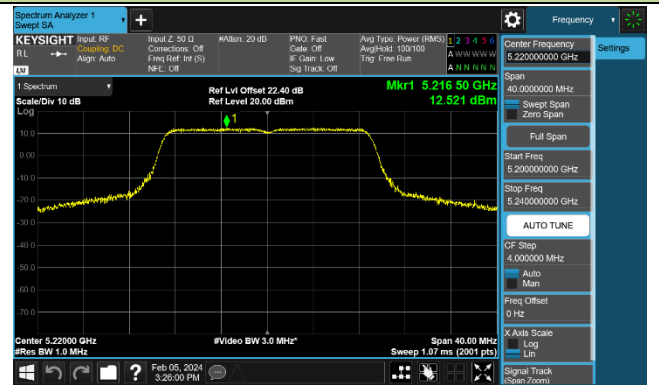 Spectrum Analyzer 1
Swept SA
+
Frequency
KEYSIGHT
RL
LXI
Input: RF
Coupling: DC
Align: Auto
Input Z: 50 Ω
Corrections: Off
Freq Ref: Int (S)
NFE: Off
#Atten: 20 dB
PNO: Fast
Gate: Off
IF Gain: Low
Sig Track: Off
Avg Type: Power (RMS)
Avg|Hold: 100/100
Trig: Free Run
1 2 3 4 5 6
A W W W W W
A N N N N N
Center Frequency
5.220000000 GHz
Settings
Span
40.0000000 MHz
Swept Span
Zero Span
Full Span
Start Freq
5.200000000 GHz
Stop Freq
5.240000000 GHz
AUTO TUNE
CF Step
4.000000 MHz
Auto
Man
Freq Offset
0 Hz
X Axis Scale
Log
Lin
Signal Track
(Span Zoom)
1 Spectrum
Scale/Div 10 dB
Ref Lvl Offset 22.40 dB
Ref Level 20.00 dBm
Mkr1 5.216 50 GHz
12.521 dBm
Log
1
10.0
0.00
-10.0
-20.0
-30.0
-40.0
-50.0
-60.0
-70.0
Center 5.22000 GHz
#Res BW 1.0 MHz
#Video BW 3.0 MHz*
Span 40.00 MHz
Sweep 1.07 ms (2001 pts)
?
Feb 05, 2024
3:26:00 PM